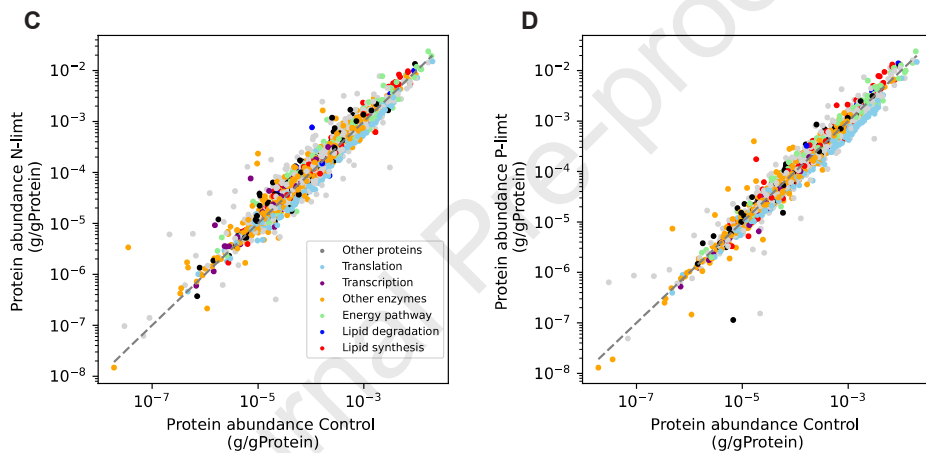 C
D
Protein abundance N-limt
(g/gProtein)
10⁻²
10⁻³
10⁻⁴
10⁻⁵
10⁻⁶
10⁻⁷
10⁻⁸
Other proteins
Translation
Transcription
Other enzymes
Energy pathway
Lipid degradation
Lipid synthesis
10⁻⁷
10⁻⁵
10⁻³
Protein abundance Control
(g/gProtein)
Protein abundance P-limt
(g/gProtein)
10⁻²
10⁻³
10⁻⁴
10⁻⁵
10⁻⁶
10⁻⁷
10⁻⁸
10⁻⁷
10⁻⁵
10⁻³
Protein abundance Control
(g/gProtein)
rnal Pre-proo